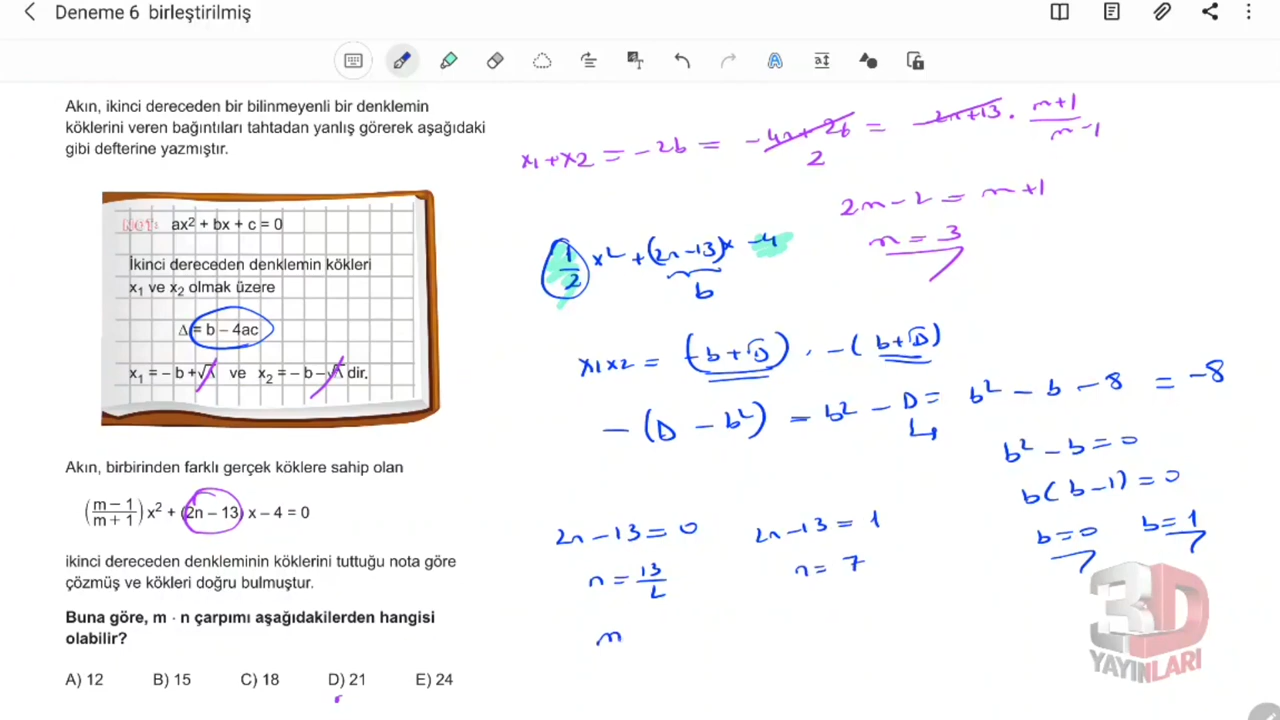 Deneme 6 birleştirilmiş
Akın, ikinci dereceden bir bilinmeyenli bir denklemin
köklerini veren bağıntıları tahtadan yanlış görerek aşağıdaki
gibi defterine yazmıştır.
NOT: ax² + bx + c = 0
İkinci dereceden denklemin kökleri
x₁ ve x₂ olmak üzere
Δ = b – 4ac
x₁ = – b + √Δ ve x₂ = – b – √Δ dir.
Akın, birbirinden farklı gerçek köklere sahip olan
((m – 1)/(m + 1)) x² + (2n – 13) x – 4 = 0
ikinci dereceden denkleminin köklerini tuttuğu nota göre
çözmüş ve kökleri doğru bulmuştur.
Buna göre, m · n çarpımı aşağıdakilerden hangisi
olabilir?
A) 12 B) 15 C) 18 D) 21 E) 24
x1+x2 = -2b = -4n+26 = -2n+13 · (m+1)/(m-1)
2
2m-2 = m+1
m = 3
1/2 x² + (2n-13)x -4
b
x1x2 = (-b+√D) · -(b+√D)
-(D - b²) = b² - D = b² - b - 8 = -8
b² - b = 0
b(b-1) = 0
b=0 b=1
2n-13=0 2n-13=1
n = 13/2 n = 7
m
3D
YAYINLARI